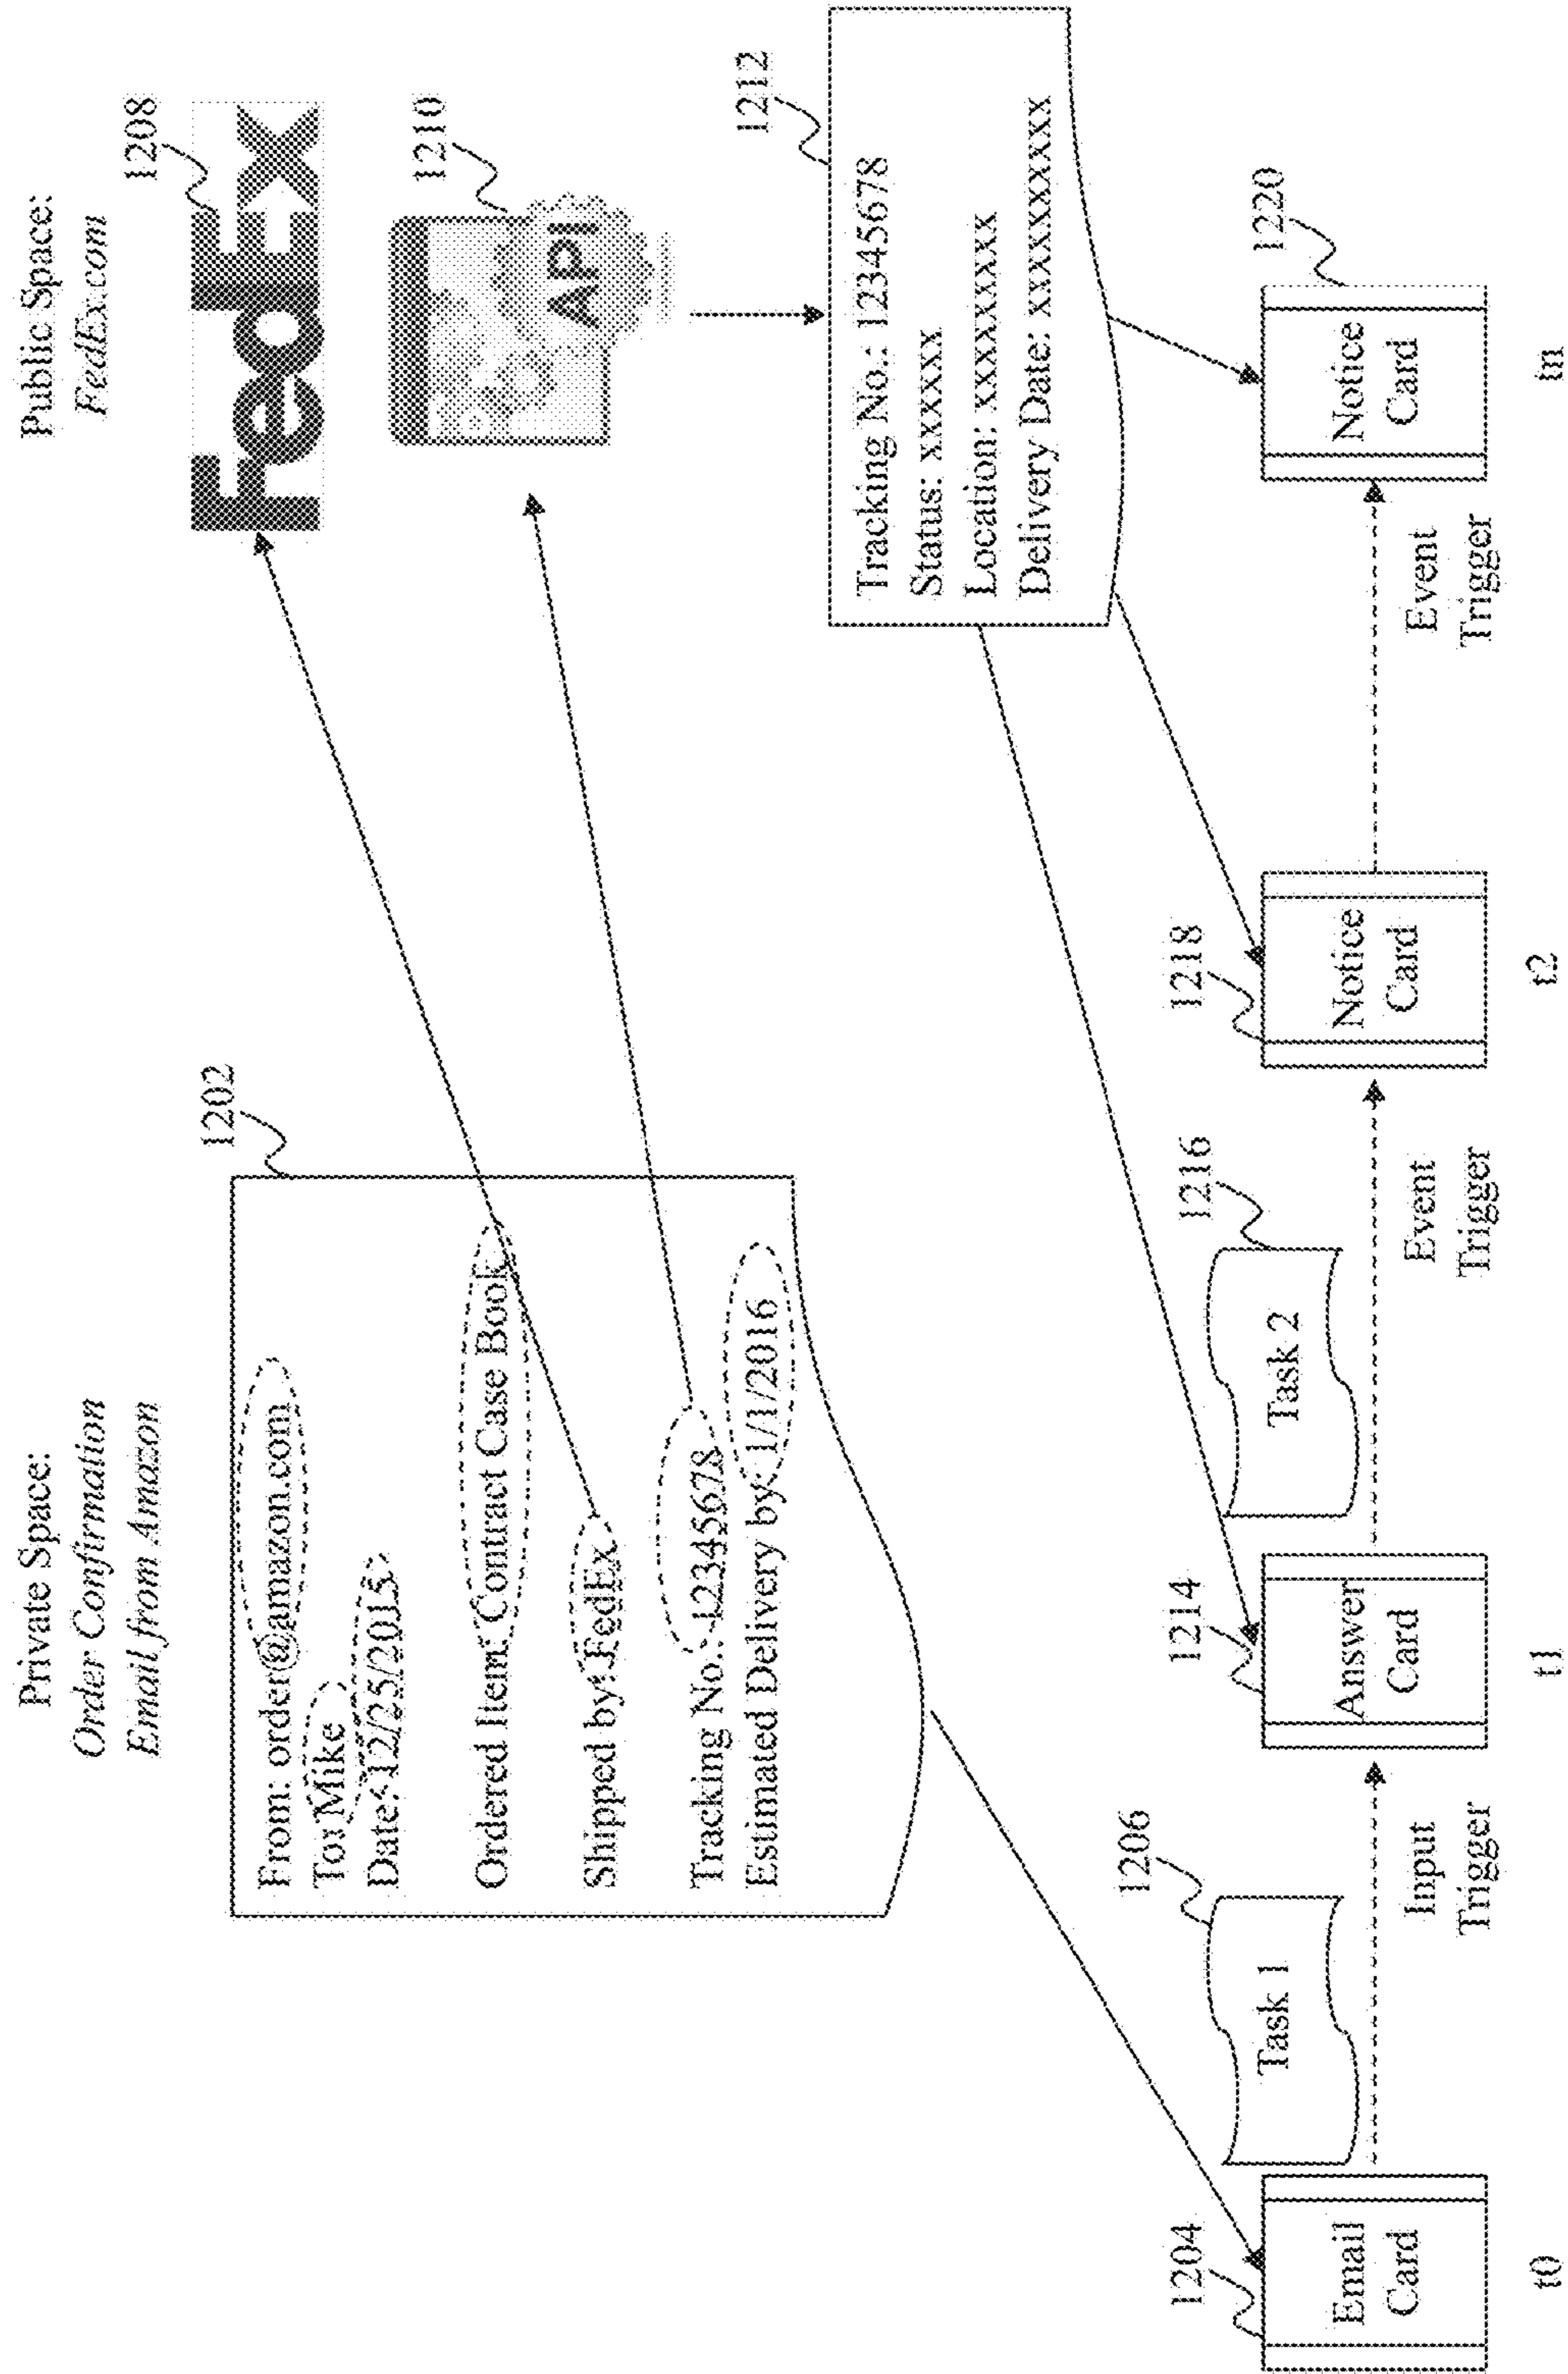 Private Space:
Order Confirmation
Email from Amazon
Public Space:
FedEx.com
1202
From: order@amazon.com
To: Mike
Date: 12/25/2015
Ordered Item: Contract Case Book
Shipped by: FedEx
Tracking No.: 12345678
Estimated Delivery by: 1/1/2016
1208
FedEx
1210
API
1212
Tracking No.: 12345678
Status: xxxxxx
Location: xxxxxxxxx
Delivery Date: xxxxxxxxxx
1204
Email
Card
1206
Task 1
Input
Trigger
1214
Answer
Card
1216
Task 2
Event
Trigger
1218
Notice
Card
Event
Trigger
1220
Notice
Card
t0
t1
t2
tn